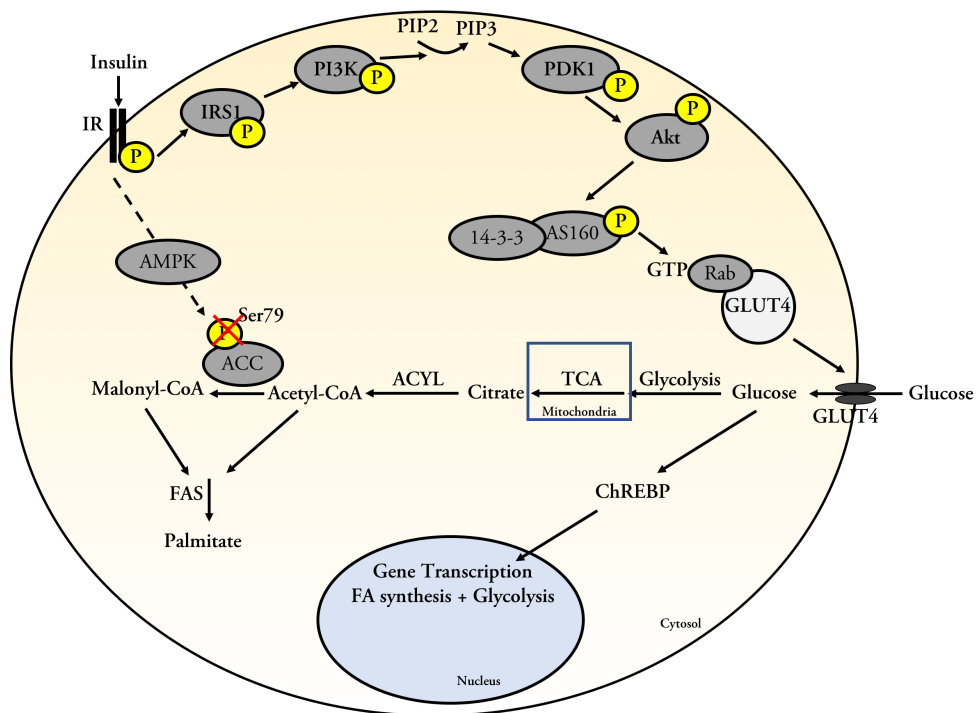 PIP2
PIP3
Insulin
PI3K
P
PDK1
P
IR
IRS1
P
P
P
Akt
14-3-3
AS160
P
GTP
Rab
GLUT4
AMPK
Ser79
P
ACC
Malonyl-CoA
Acetyl-CoA
ACYL
Citrate
TCA
Mitochondria
Glycolysis
Glucose
GLUT4
Glucose
FAS
Palmitate
ChREBP
Gene Transcription
FA synthesis + Glycolysis
Nucleus
Cytosol